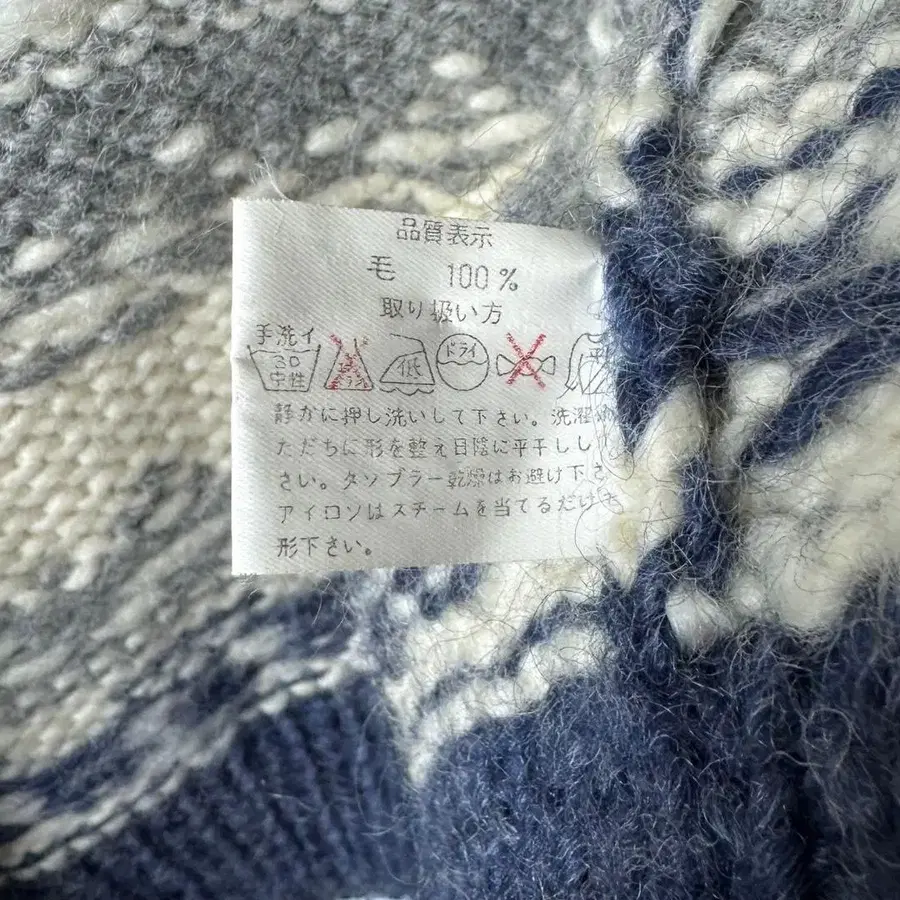 品質表示
毛 100%
取り扱い方
手洗イ
30
中性
低
ドライ
静かに押し洗いして下さい。洗濯
ただちに形を整え日陰に平干しし
さい。タンブラー乾燥はお避け下さ
アイロンはスチームを当てるだけ
形下さい。